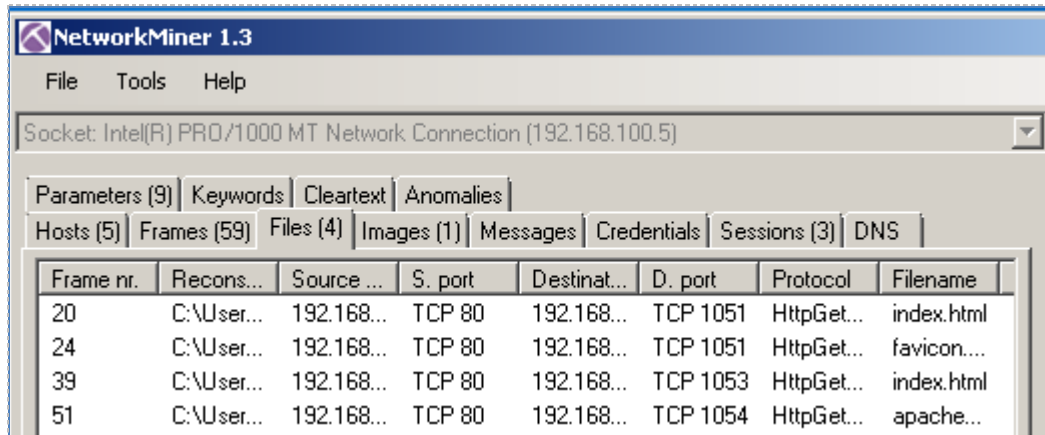 NetworkMiner 1.3
File Tools Help
Socket: Intel(R) PRO/1000 MT Network Connection (192.168.100.5)
Parameters (9) Keywords Cleartext Anomalies
Hosts (5) Frames (59) Files (4) Images (1) Messages Credentials Sessions (3) DNS
Frame nr. Recons... Source ... S. port Destinat... D. port Protocol Filename
20 C:\User... 192.168... TCP 80 192.168... TCP 1051 HttpGet... index.html
24 C:\User... 192.168... TCP 80 192.168... TCP 1051 HttpGet... favicon....
39 C:\User... 192.168... TCP 80 192.168... TCP 1053 HttpGet... index.html
51 C:\User... 192.168... TCP 80 192.168... TCP 1054 HttpGet... apache...